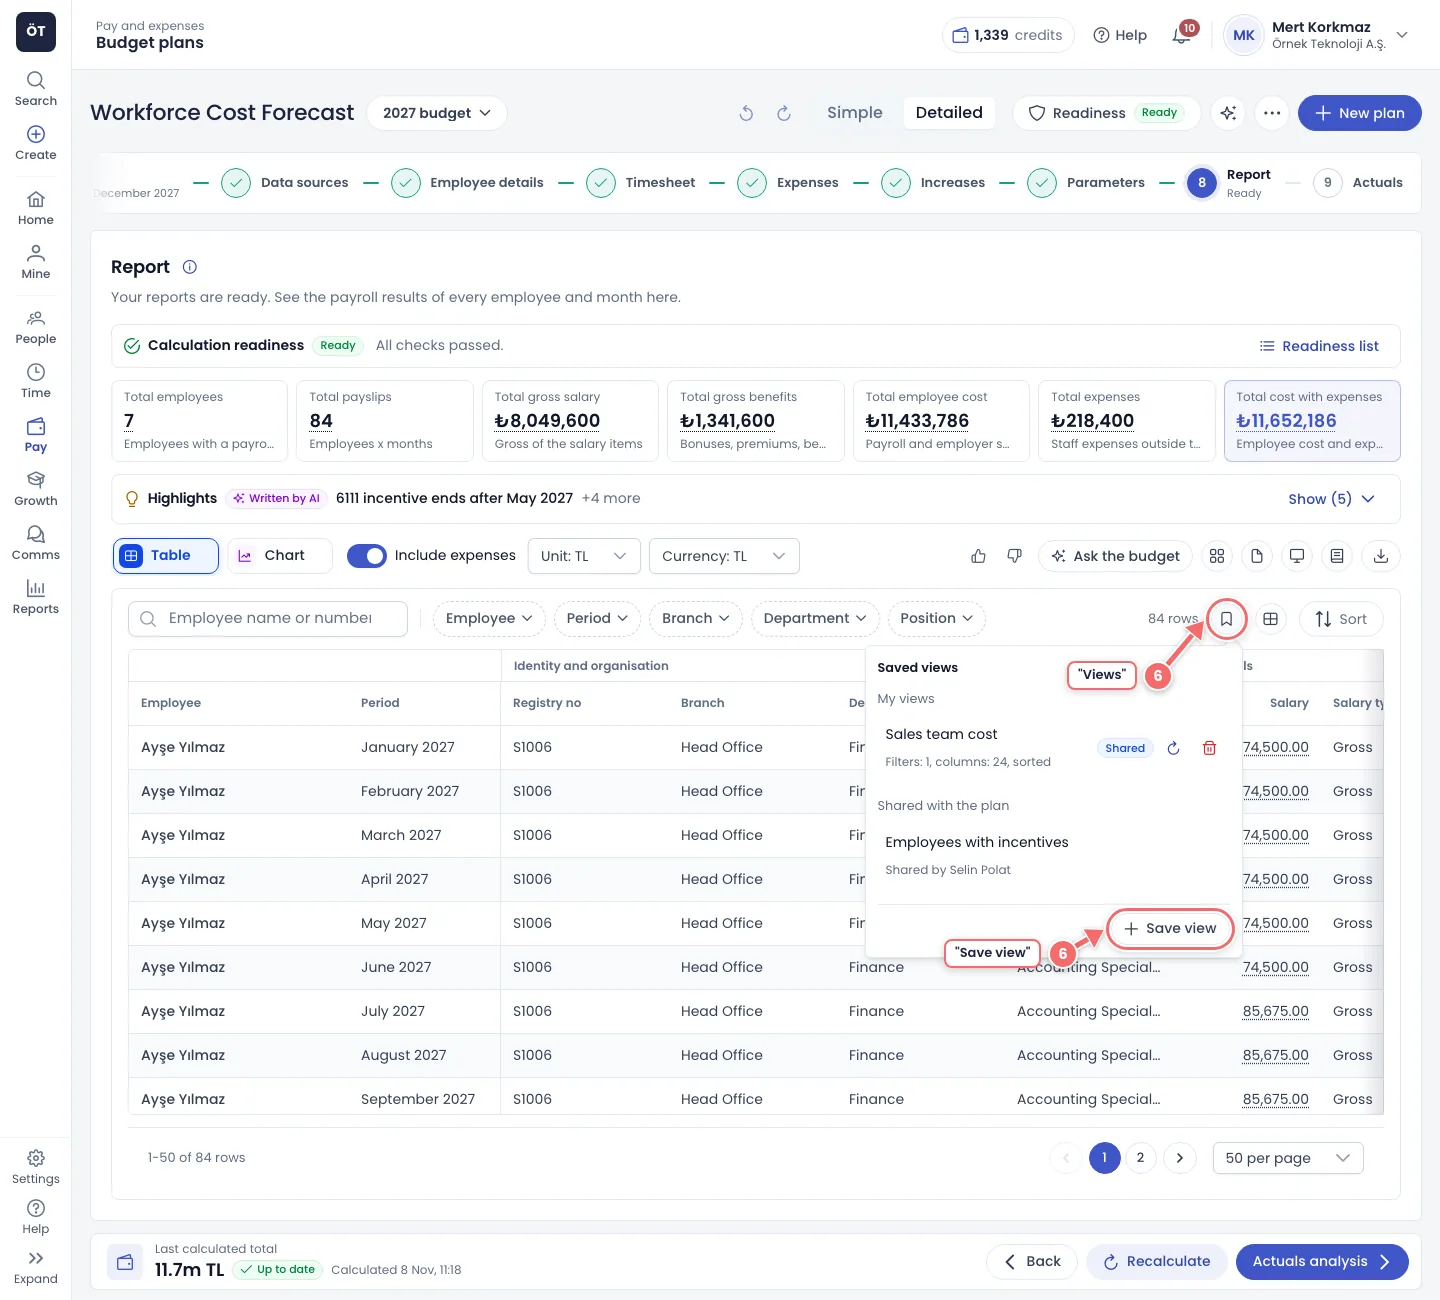 ÖT
Search
Create
Home
Mine
People
Time
Pay
Growth
Comms
Reports
Settings
Help
Expand
Pay and expenses
Budget plans
1,339 credits
Help
10
MK
Mert Korkmaz
Örnek Teknoloji A.Ş.
Workforce Cost Forecast
2027 budget
Simple
Detailed
Readiness Ready
New plan
December 2027
Data sources
Employee details
Timesheet
Expenses
Increases
Parameters
8
Report
Ready
9
Actuals
Report
Your reports are ready. See the payroll results of every employee and month here.
Calculation readiness Ready All checks passed.
Readiness list
Total employees
7
Employees with a payro...
Total payslips
84
Employees x months
Total gross salary
₺8,049,600
Gross of the salary items
Total gross benefits
₺1,341,600
Bonuses, premiums, be...
Total employee cost
₺11,433,786
Payroll and employer s...
Total expenses
₺218,400
Staff expenses outside t...
Total cost with expenses
₺11,652,186
Employee cost and exp...
Highlights Written by AI 6111 incentive ends after May 2027 +4 more
Show (5)
Table
Chart
Include expenses
Unit: TL
Currency: TL
Ask the budget
Employee name or number
Employee
Period
Branch
Department
Position
84 rows
Sort
Identity and organisation
ls
Employee Period Registry no Branch De Salary Salary ty
Ayşe Yılmaz January 2027 S1006 Head Office Fin 74,500.00 Gross
Ayşe Yılmaz February 2027 S1006 Head Office Fin 74,500.00 Gross
Ayşe Yılmaz March 2027 S1006 Head Office Fin 74,500.00 Gross
Ayşe Yılmaz April 2027 S1006 Head Office Fin 74,500.00 Gross
Ayşe Yılmaz May 2027 S1006 Head Office Fin 74,500.00 Gross
Ayşe Yılmaz June 2027 S1006 Head Office Finance Accounting Special... 74,500.00 Gross
Ayşe Yılmaz July 2027 S1006 Head Office Finance Accounting Special... 85,675.00 Gross
Ayşe Yılmaz August 2027 S1006 Head Office Finance Accounting Special... 85,675.00 Gross
Ayşe Yılmaz September 2027 S1006 Head Office Finance Accounting Special... 85,675.00 Gross
Saved views
"Views"
6
My views
Sales team cost
Filters: 1, columns: 24, sorted
Shared
Shared with the plan
Employees with incentives
Shared by Selin Polat
Save view
"Save view"
6
1-50 of 84 rows
1
2
50 per page
Last calculated total
11.7m TL Up to date Calculated 8 Nov, 11:18
Back
Recalculate
Actuals analysis